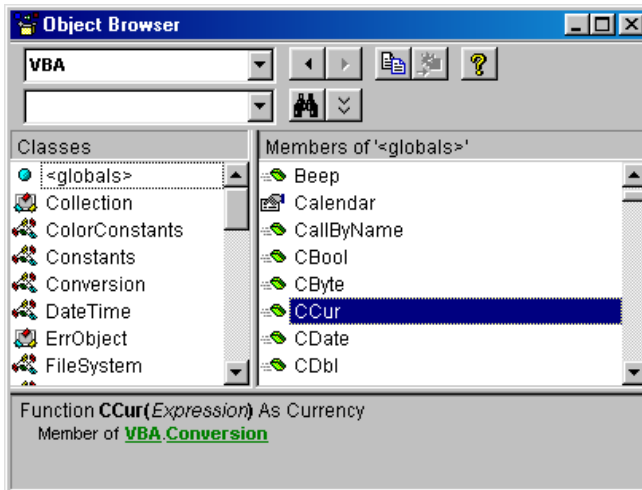 Object Browser
VBA
Classes
Members of '<globals>'
<globals>
Collection
ColorConstants
Constants
Conversion
DateTime
ErrObject
FileSystem
Beep
Calendar
CallByName
CBool
CByte
CCur
CDate
CDbl
Function CCur(Expression) As Currency
Member of VBA.Conversion